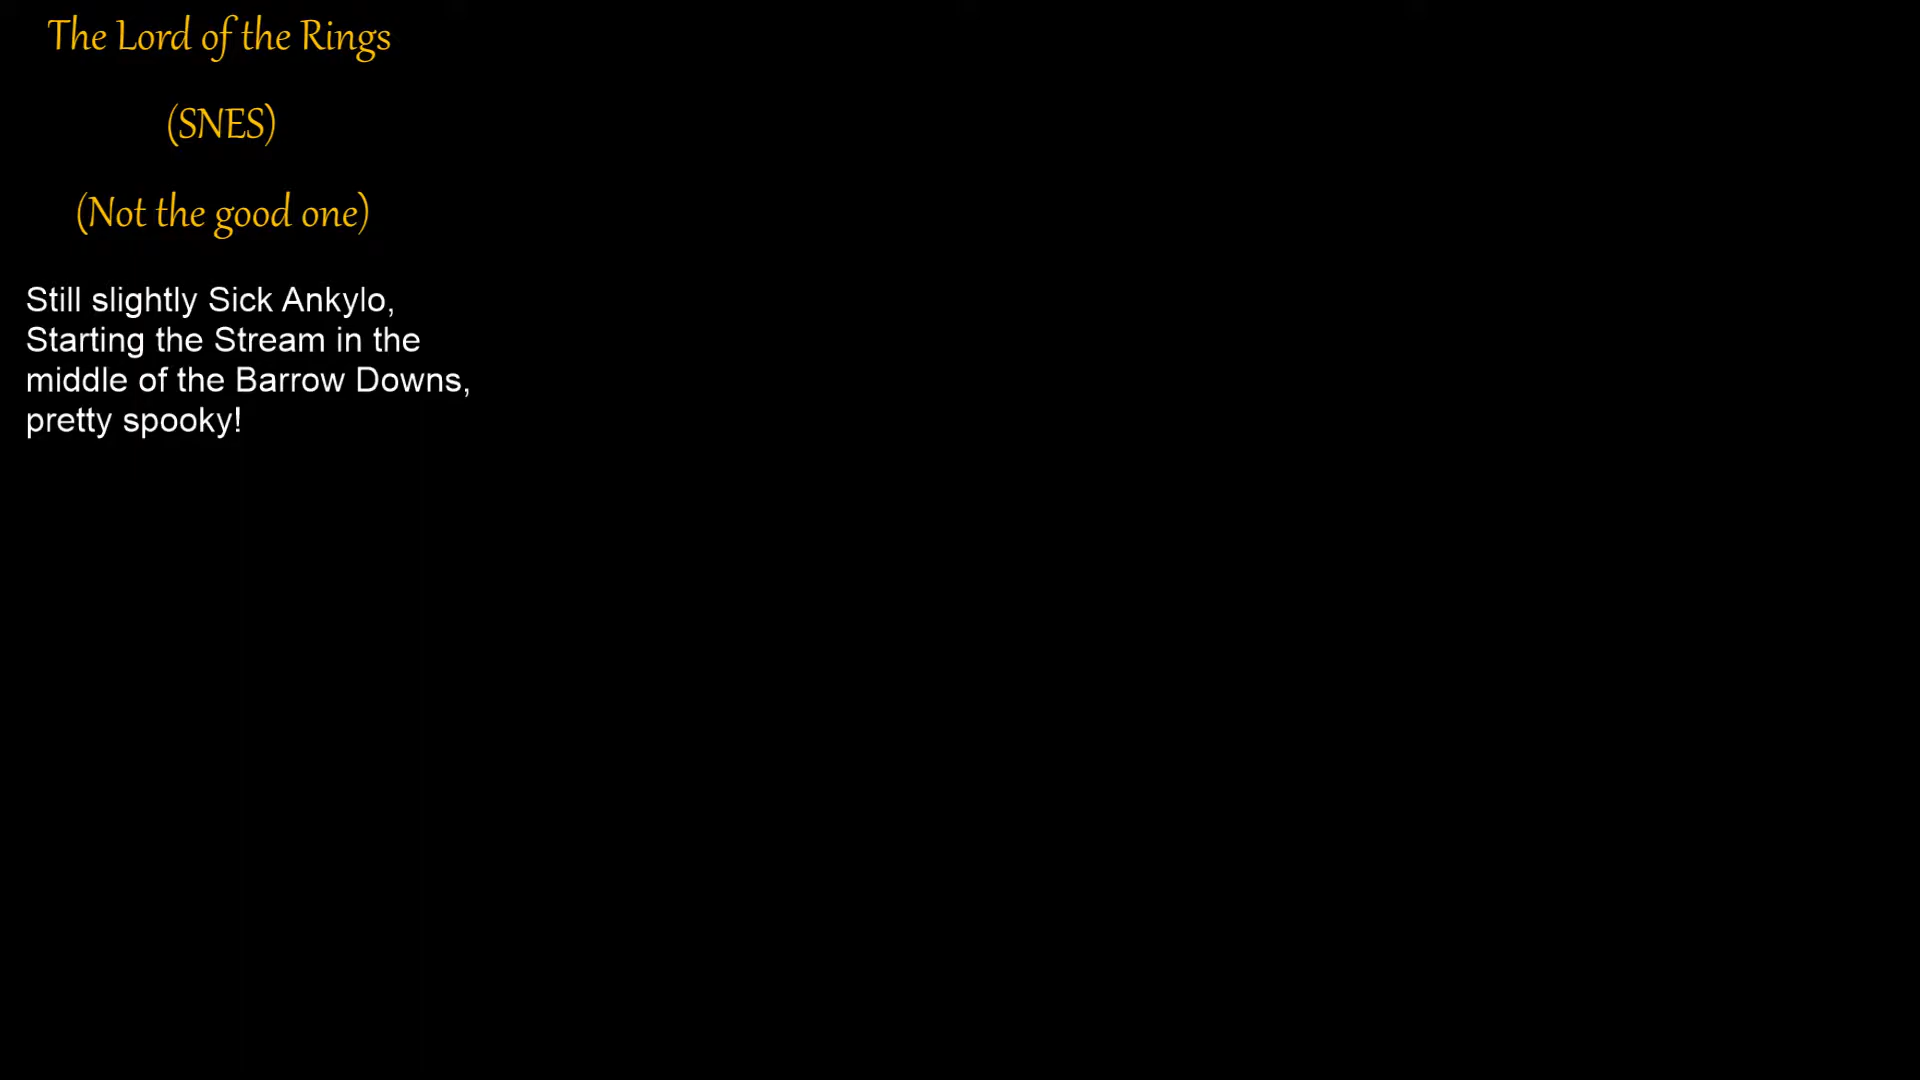 The Lord of the Rings
(SNES)
(Not the good one)
Still slightly Sick Ankylo,
Starting the Stream in the
middle of the Barrow Downs,
pretty spooky!